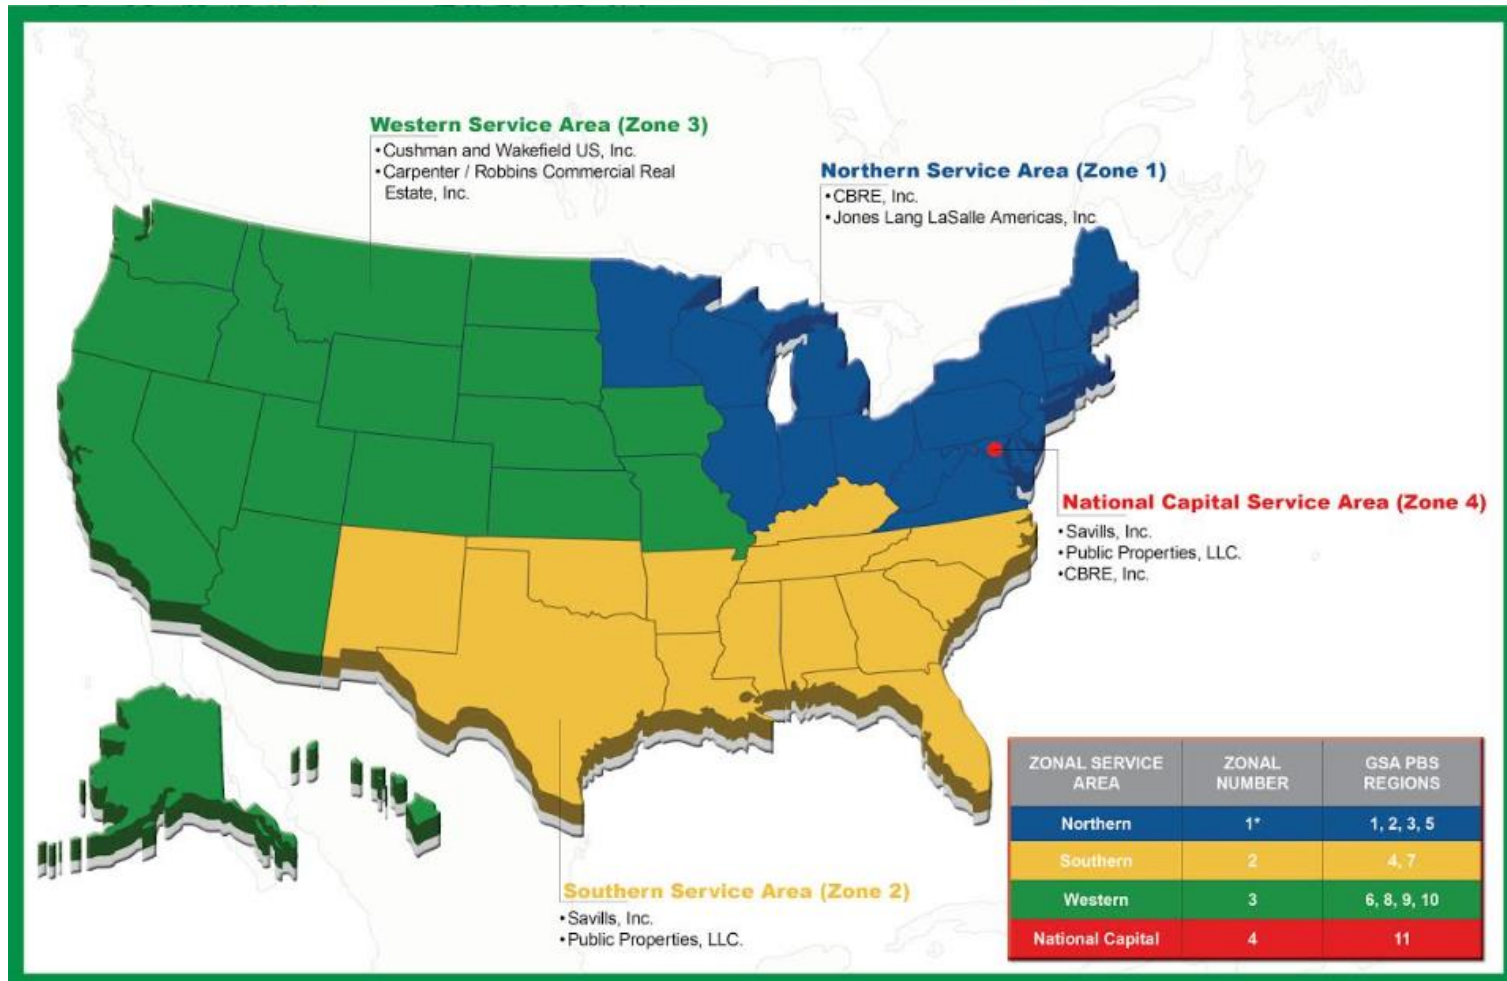 Western Service Area (Zone 3)
•Cushman and Wakefield US, Inc.
•Carpenter / Robbins Commercial Real
Estate, Inc.
Northern Service Area (Zone 1)
•CBRE, Inc.
•Jones Lang LaSalle Americas, Inc
National Capital Service Area (Zone 4)
•Savills, Inc.
•Public Properties, LLC.
•CBRE, Inc.
Southern Service Area (Zone 2)
•Savills, Inc.
•Public Properties, LLC.
ZONAL SERVICE AREA ZONAL NUMBER GSA PBS REGIONS
Northern 1* 1, 2, 3, 5
Southern 2 4, 7
Western 3 6, 8, 9, 10
National Capital 4 11